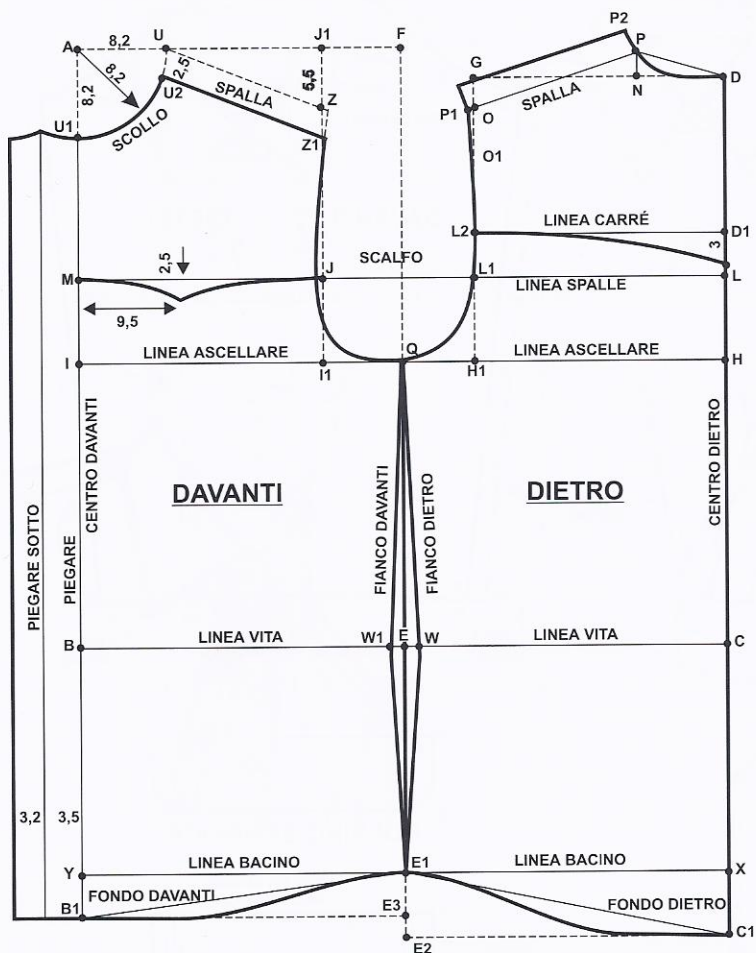 P2
A
8,2
U
J1
F
P
G
D
8,2
8,2
2,5
5,5
N
U2
Z
SPALLA
SPALLA
P1
O
U1
SCOLLO
Z1
O1
L2
LINEA CARRÉ
D1
2,5
SCALFO
3
M
J
L1
LINEA SPALLE
L
9,5
LINEA ASCELLARE
Q
LINEA ASCELLARE
I
I1
H1
H
PIEGARE SOTTO
PIEGARE
CENTRO DAVANTI
DAVANTI
FIANCO DAVANTI
FIANCO DIETRO
DIETRO
CENTRO DIETRO
B
LINEA VITA
W1
E
W
LINEA VITA
C
3,2
3,5
Y
LINEA BACINO
E1
LINEA BACINO
X
FONDO DAVANTI
FONDO DIETRO
B1
E3
E2
C1